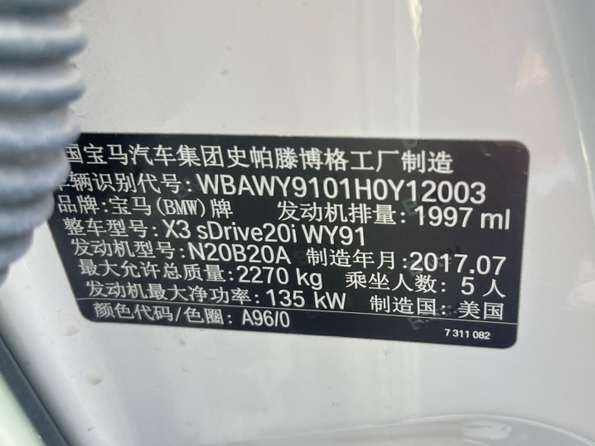 国宝马汽车集团史帕滕博格工厂制造
车辆识别代号:WBAWY9101H0Y12003
品牌:宝马(BMW)牌 发动机排量:1997 ml
整车型号:X3 sDrive20i WY91
发动机型号:N20B20A 制造年月:2017.07
最大允许总质量:2270 kg 乘坐人数:5 人
发动机最大净功率:135 kW 制造国:美国
颜色代码/色圈:A96/0
7 311 082